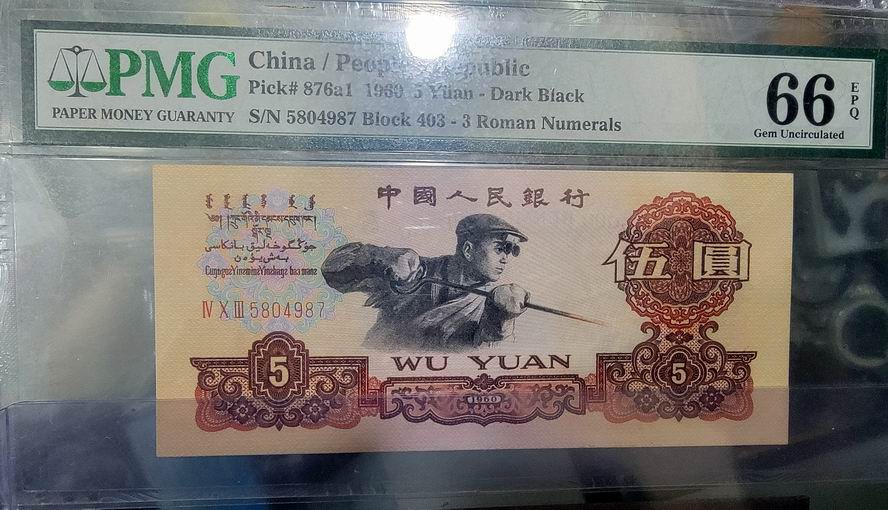 PMG
PAPER MONEY GUARANTY
China / People's Republic
Pick# 876a1 1960 5 Yuan - Dark Black
S/N 5804987 Block 403 - 3 Roman Numerals
66 EPQ
Gem Uncirculated
中國人民銀行
伍圓
IV X III 5804987
5
WU YUAN
5
1960